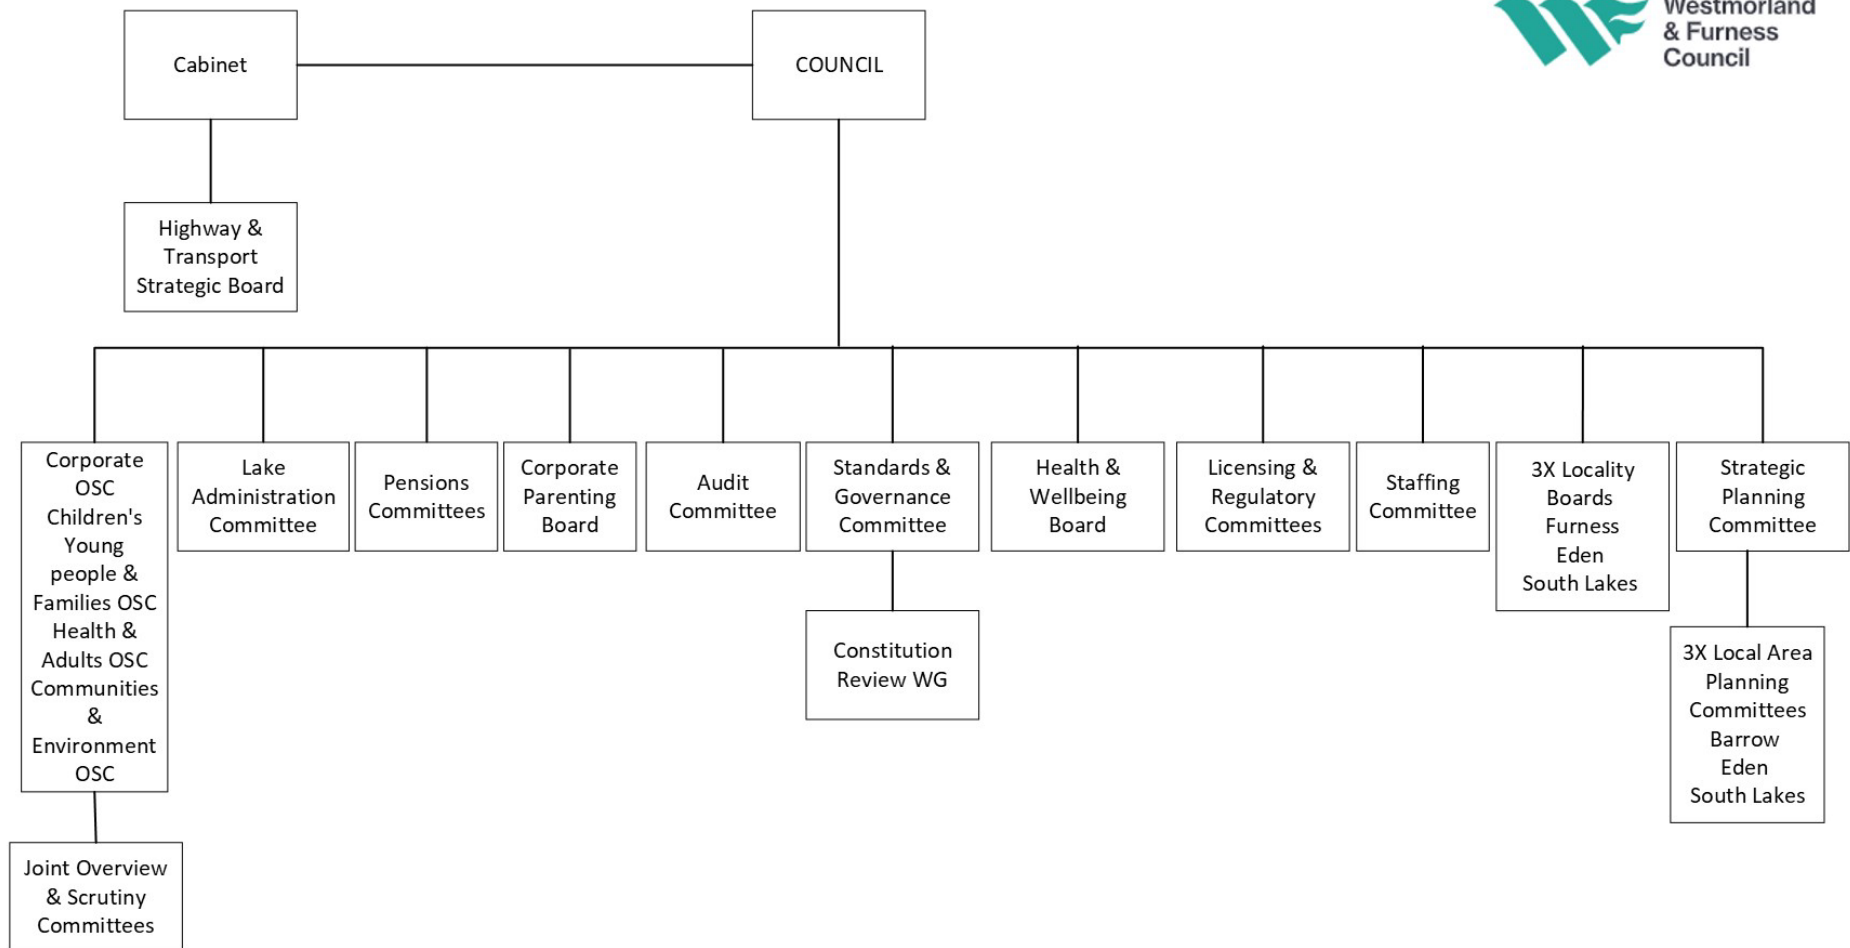 Westmorland
& Furness
Council
Cabinet
COUNCIL
Highway &
Transport
Strategic Board
Corporate
OSC
Children's
Young
people &
Families OSC
Health &
Adults OSC
Communities
&
Environment
OSC
Lake
Administration
Committee
Pensions
Committees
Corporate
Parenting
Board
Audit
Committee
Standards &
Governance
Committee
Health &
Wellbeing
Board
Licensing &
Regulatory
Committees
Staffing
Committee
3X Locality
Boards
Furness
Eden
South Lakes
Strategic
Planning
Committee
Constitution
Review WG
3X Local Area
Planning
Committees
Barrow
Eden
South Lakes
Joint Overview
& Scrutiny
Committees